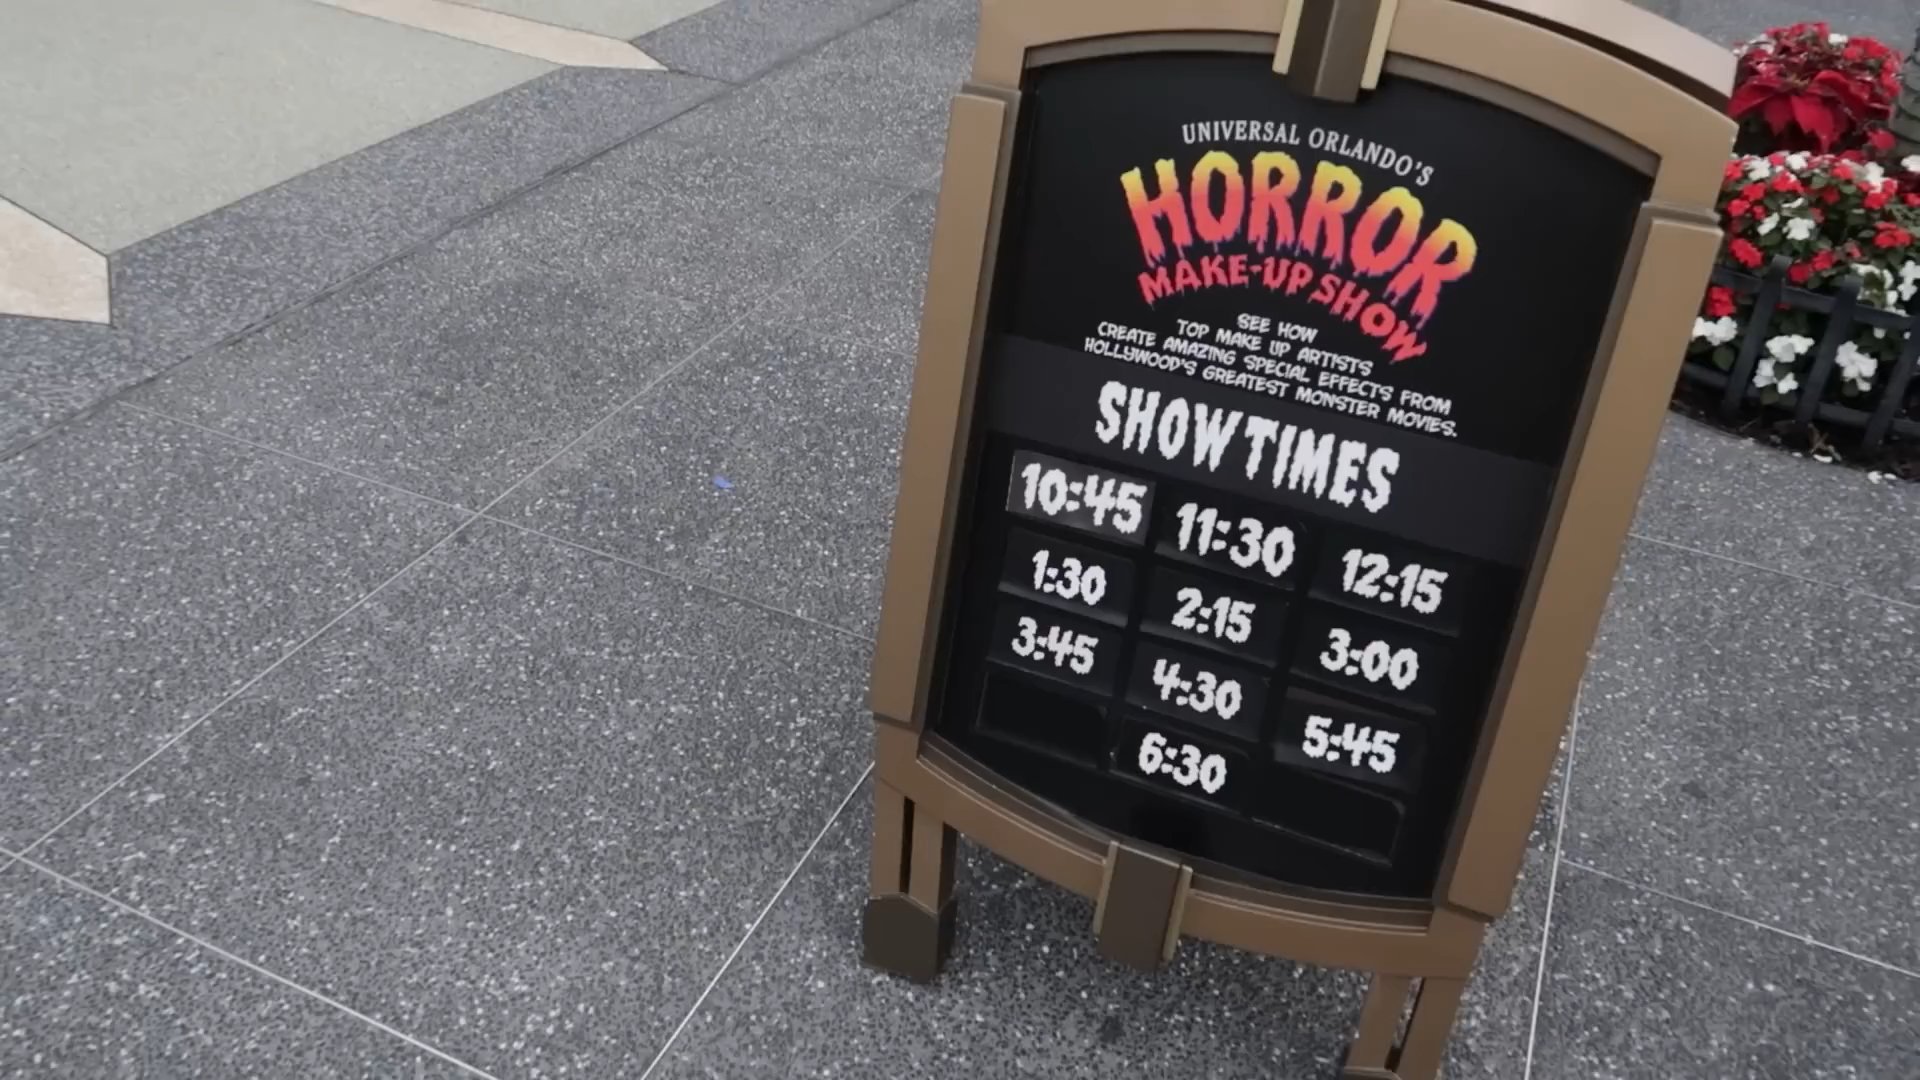 UNIVERSAL ORLANDO'S
HORROR
MAKE-UP SHOW
SEE HOW
TOP MAKE UP ARTISTS
CREATE AMAZING SPECIAL EFFECTS FROM
HOLLYWOOD'S GREATEST MONSTER MOVIES.
SHOWTIMES
10:45 11:30 12:15
1:30 2:15 3:00
3:45 4:30 5:45
6:30